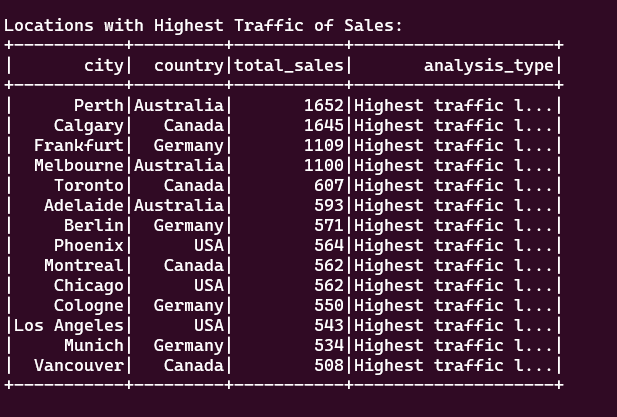 Locations with Highest Traffic of Sales:
+-----------+---------+-----------+--------------------+
|       city|  country|total_sales|       analysis_type|
+-----------+---------+-----------+--------------------+
|      Perth|Australia|       1652|Highest traffic l...|
|    Calgary|   Canada|       1645|Highest traffic l...|
|  Frankfurt|  Germany|       1109|Highest traffic l...|
|  Melbourne|Australia|       1100|Highest traffic l...|
|    Toronto|   Canada|        607|Highest traffic l...|
|   Adelaide|Australia|        593|Highest traffic l...|
|     Berlin|  Germany|        571|Highest traffic l...|
|    Phoenix|      USA|        564|Highest traffic l...|
|   Montreal|   Canada|        562|Highest traffic l...|
|    Chicago|      USA|        562|Highest traffic l...|
|    Cologne|  Germany|        550|Highest traffic l...|
|Los Angeles|      USA|        543|Highest traffic l...|
|     Munich|  Germany|        534|Highest traffic l...|
|  Vancouver|   Canada|        508|Highest traffic l...|
+-----------+---------+-----------+--------------------+